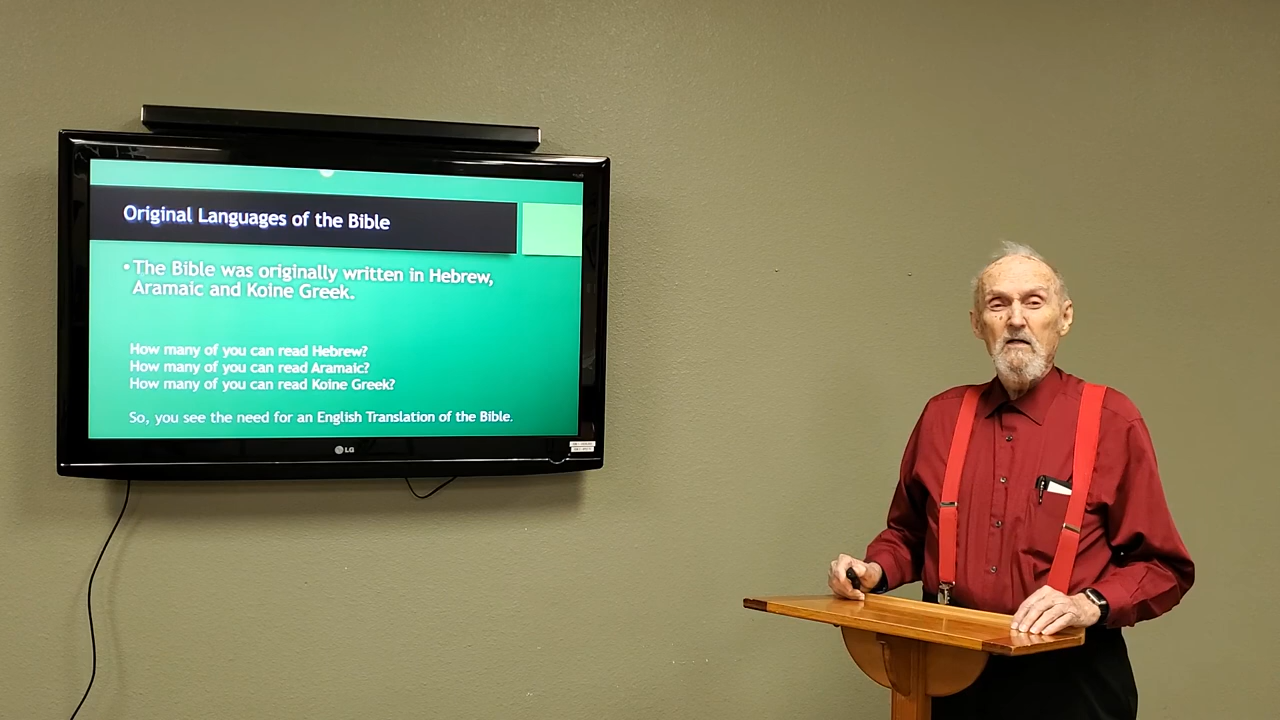 Original Languages of the Bible
• The Bible was originally written in Hebrew,
Aramaic and Koine Greek.
How many of you can read Hebrew?
How many of you can read Aramaic?
How many of you can read Koine Greek?
So, you see the need for an English Translation of the Bible.
LG